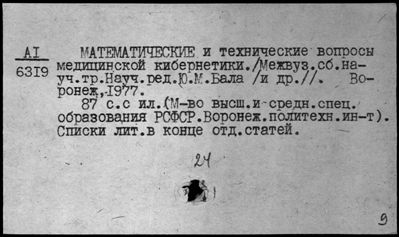 АI МАТЕМАТИЧЕСКИЕ и технические вопросы
6319 медицинской кибернетики./Межвуз.сб.на-
уч.тр.Науч.ред.Ю.М.Бала /и др.//. Во-
ронеж,1977.
87 с.с ил.(М-во высш.и средн.спец.
образования РСФСР.Воронеж.политехн.ин-т).
Списки лит.в конце отд.статей.
24
9